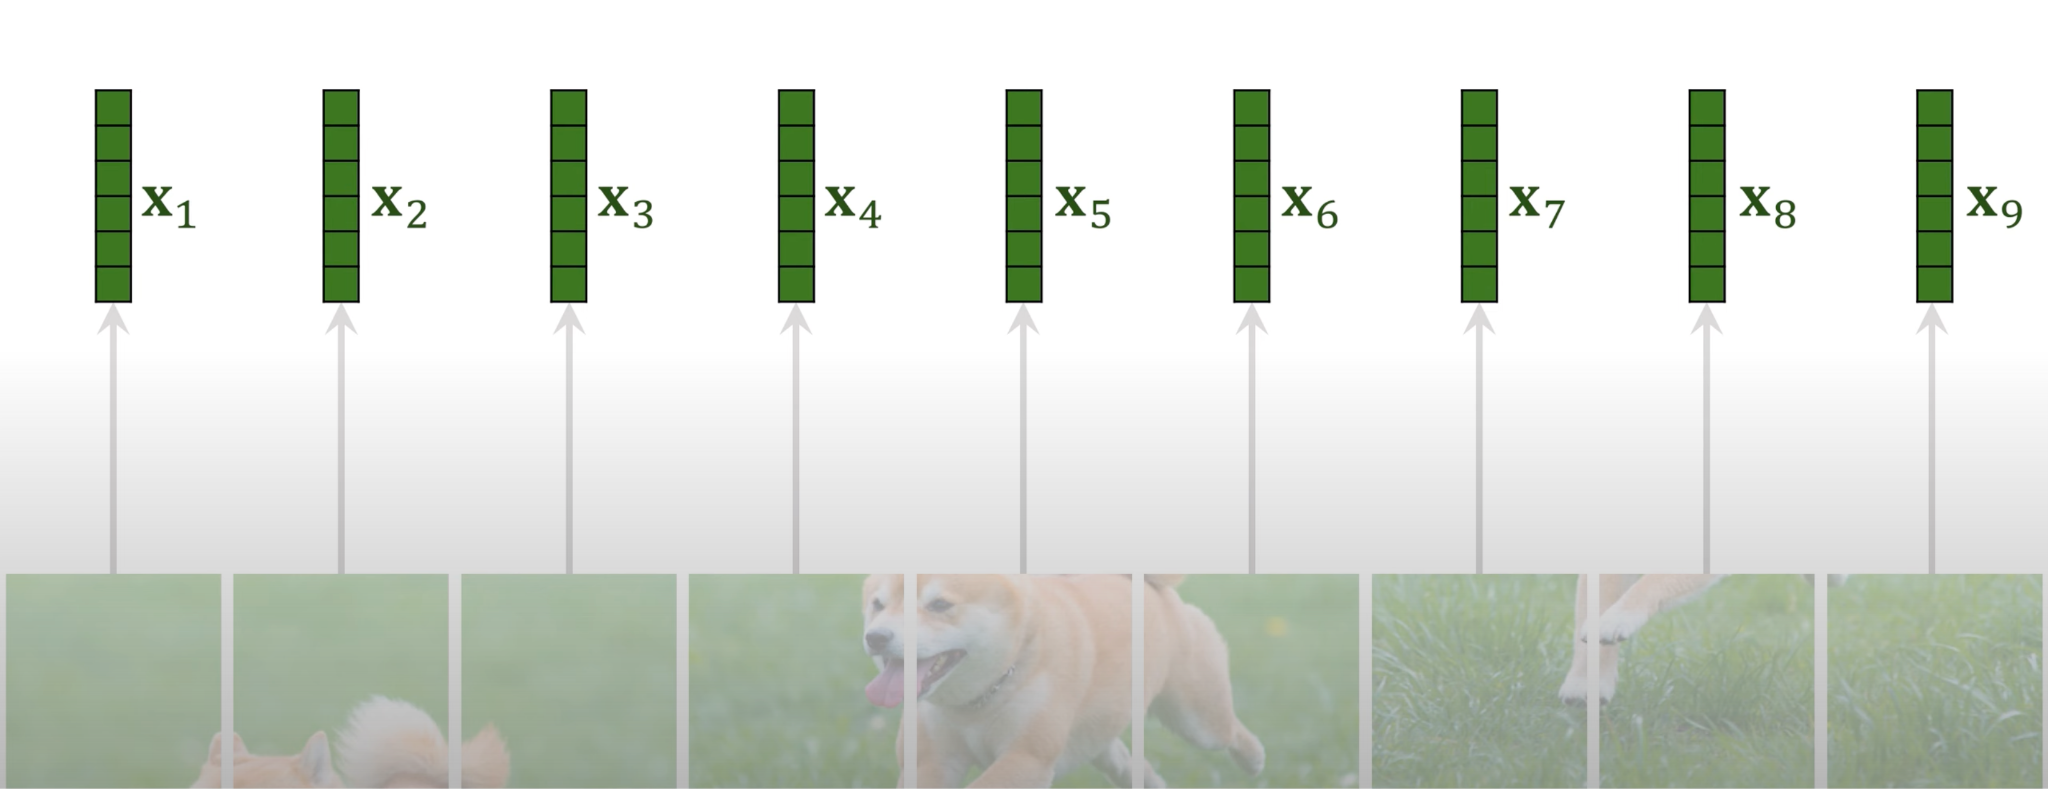 x₁ x₂ x₃ x₄ x₅ x₆ x₇ x₈ x₉